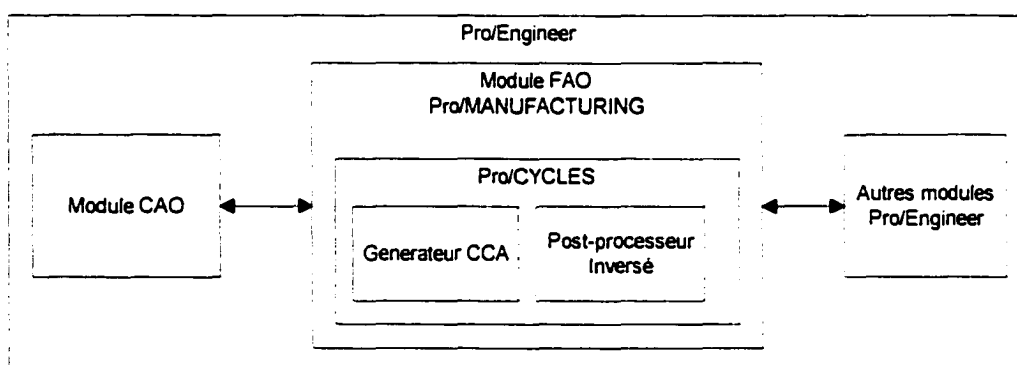 Pro/Engineer
Module FAO
Pro/MANUFACTURING
Pro/CYCLES
Module CAO
Generateur CCA
Post-processeur
Inversé
Autres modules
Pro/Engineer